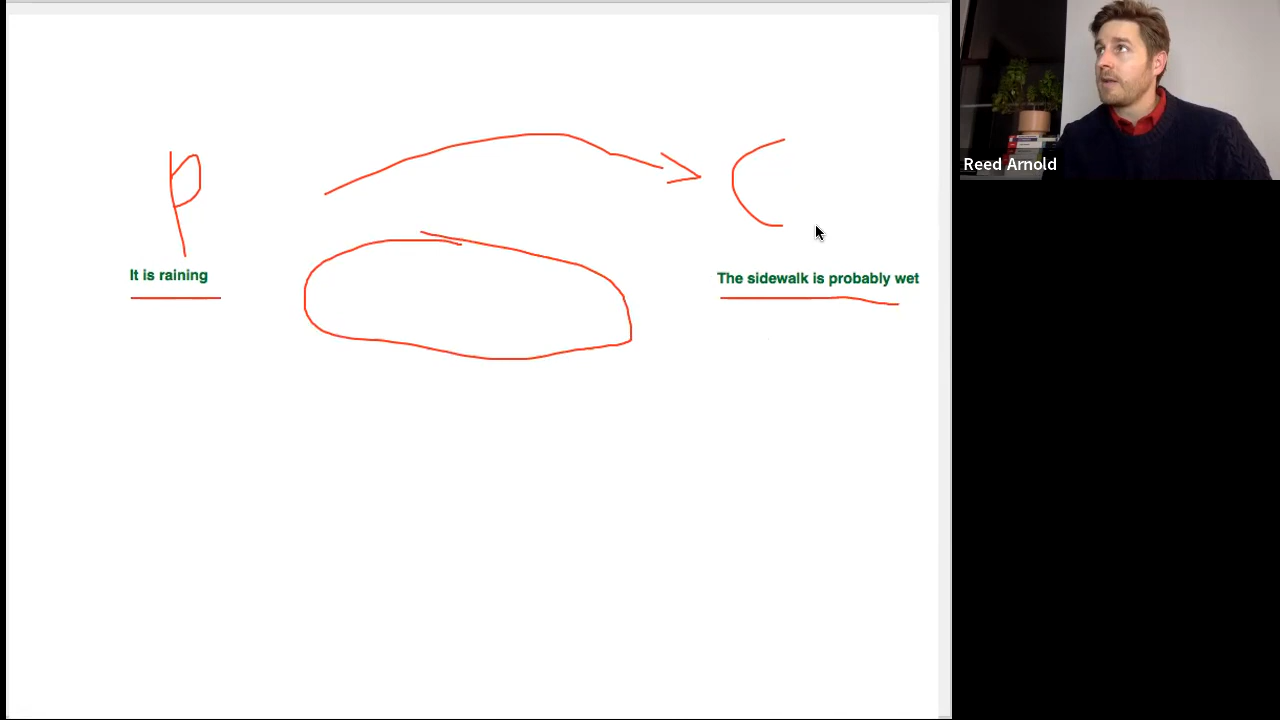 p
C
It is raining
The sidewalk is probably wet
Reed Arnold